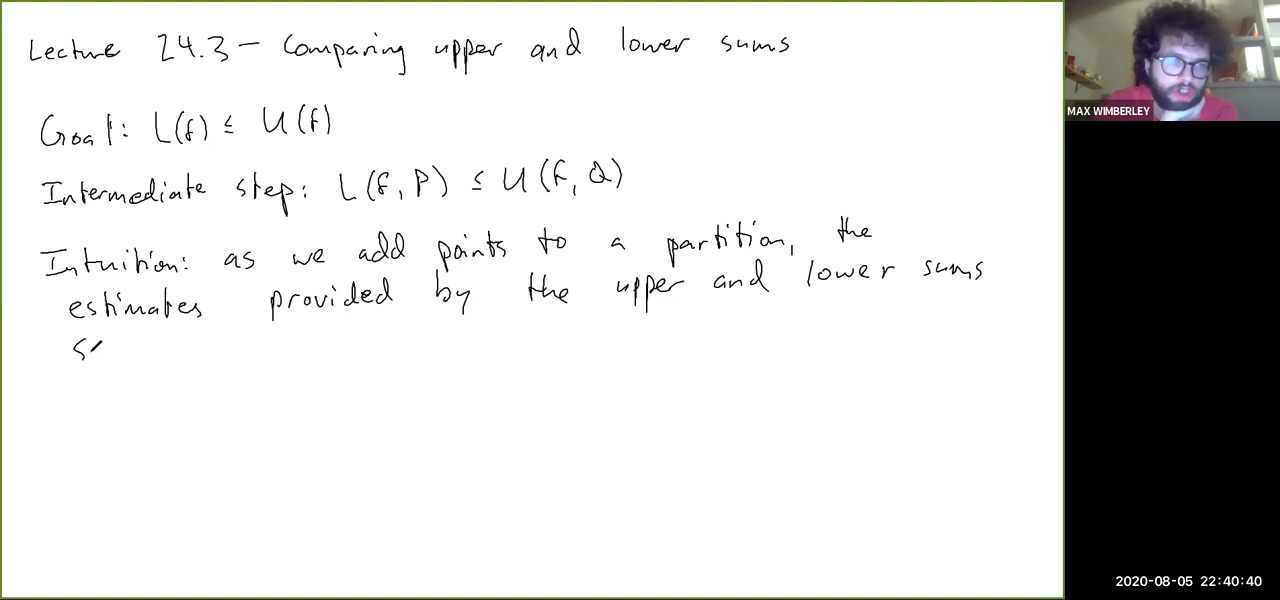 Lecture 24.3 - Comparing upper and lower sums
MAX WIMBERLEY
Goal: L(f) ≤ U(f)
Intermediate step: L(f, P) ≤ U(f, Q)
Intuition: as we add points to a partition, the
estimates provided by the upper and lower sums
2020-08-05 22:40:40